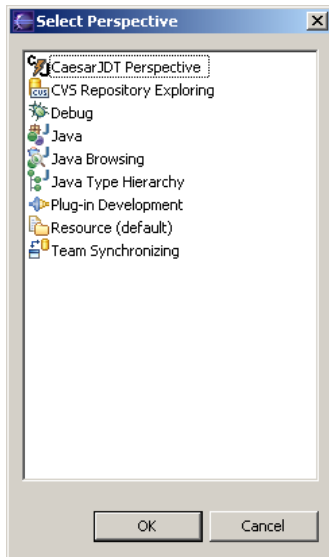 Select Perspective
CaesarJDT Perspective
CVS Repository Exploring
Debug
Java
Java Browsing
Java Type Hierarchy
Plug-in Development
Resource (default)
Team Synchronizing
OK Cancel